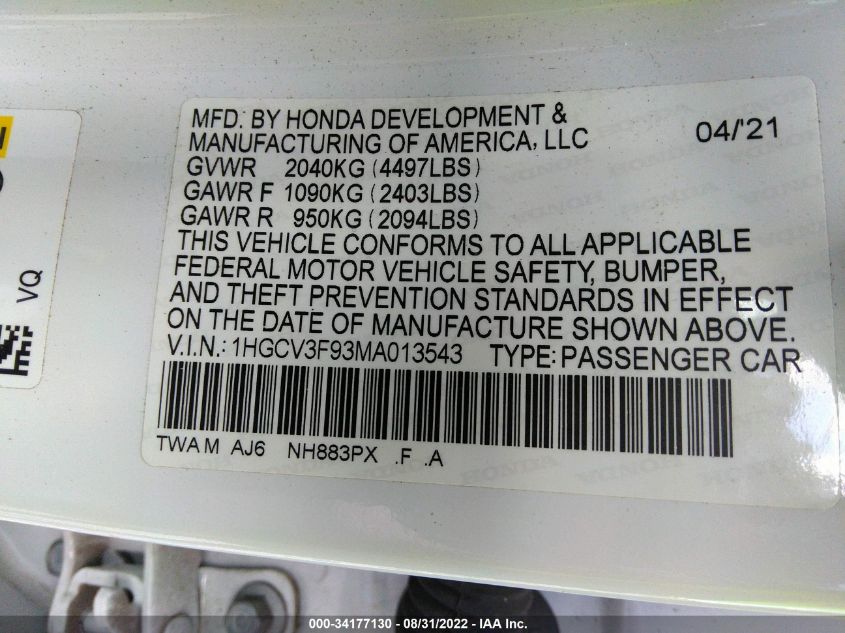 MFD. BY HONDA DEVELOPMENT &
MANUFACTURING OF AMERICA, LLC 04/'21
GVWR 2040KG (4497LBS)
GAWR F 1090KG (2403LBS)
GAWR R 950KG (2094LBS)
THIS VEHICLE CONFORMS TO ALL APPLICABLE
FEDERAL MOTOR VEHICLE SAFETY, BUMPER,
AND THEFT PREVENTION STANDARDS IN EFFECT
ON THE DATE OF MANUFACTURE SHOWN ABOVE.
V.I.N.: 1HGCV3F93MA013543 TYPE: PASSENGER CAR
TWA M AJ6 NH883PX .F .A
VQ
000-34177130 - 08/31/2022 - IAA Inc.